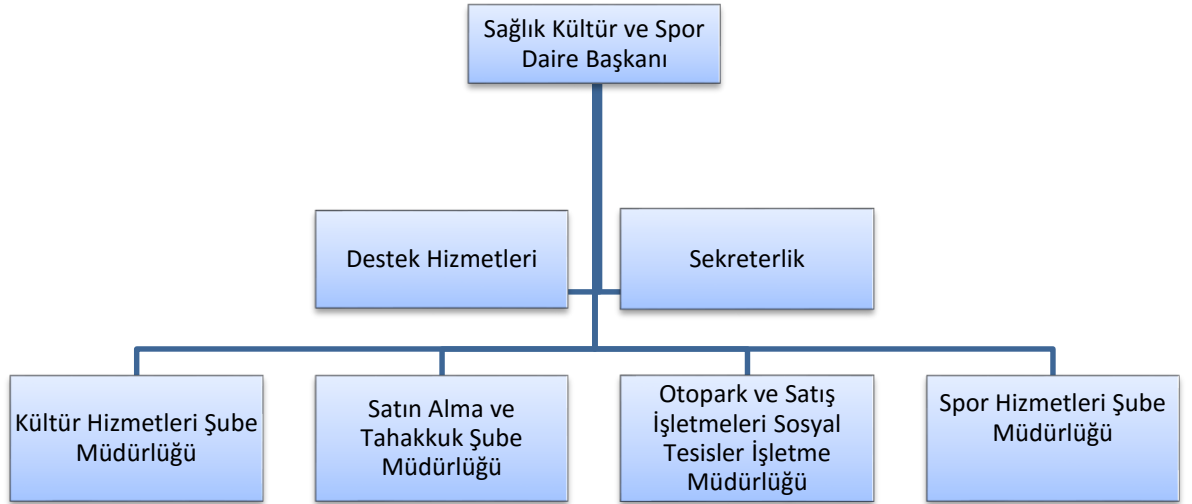 Sağlık Kültür ve Spor
Daire Başkanı
Destek Hizmetleri
Sekreterlik
Kültür Hizmetleri Şube
Müdürlüğü
Satın Alma ve
Tahakkuk Şube
Müdürlüğü
Otopark ve Satış
İşletmeleri Sosyal
Tesisler İşletme
Müdürlüğü
Spor Hizmetleri Şube
Müdürlüğü